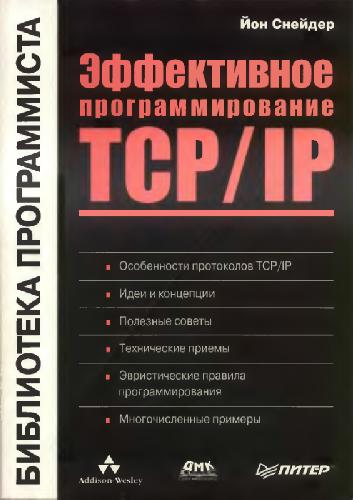 Йон Снейдер
БИБЛИОТЕКА ПРОГРАММИСТА
Эффективное
программирование
TCP/IP
Особенности протоколов TCP/IP
Идеи и концепции
Полезные советы
Технические приемы
Эвристические правила
программирования
Многочисленные примеры
Addison-Wesley
ДМК
ПИТЕР